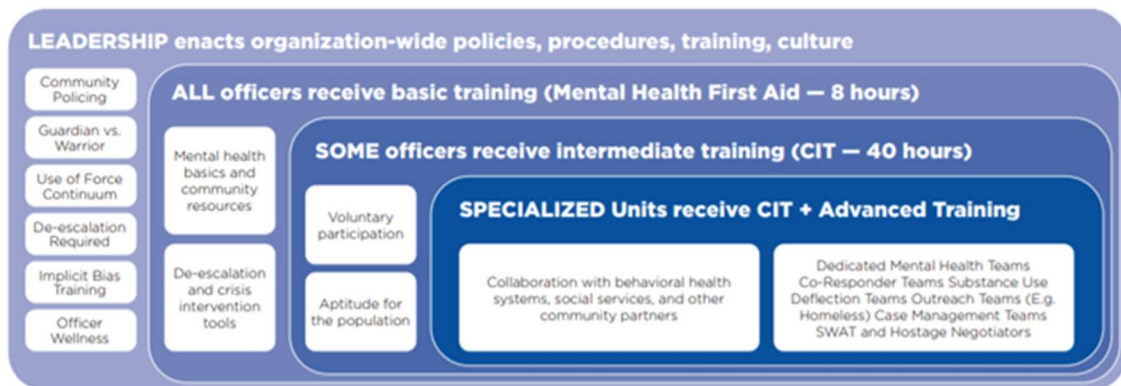 LEADERSHIP enacts organization-wide policies, procedures, training, culture
Community
Policing
Guardian vs.
Warrior
Use of Force
Continuum
De-escalation
Required
Implicit Bias
Training
Officer
Wellness
ALL officers receive basic training (Mental Health First Aid — 8 hours)
Mental health
basics and
community
resources
De-escalation
and crisis
intervention
tools
SOME officers receive intermediate training (CIT — 40 hours)
Voluntary
participation
Aptitude for
the population
SPECIALIZED Units receive CIT + Advanced Training
Collaboration with behavioral health
systems, social services, and other
community partners
Dedicated Mental Health Teams
Co-Responder Teams Substance Use
Deflection Teams Outreach Teams (E.g.
Homeless) Case Management Teams
SWAT and Hostage Negotiators